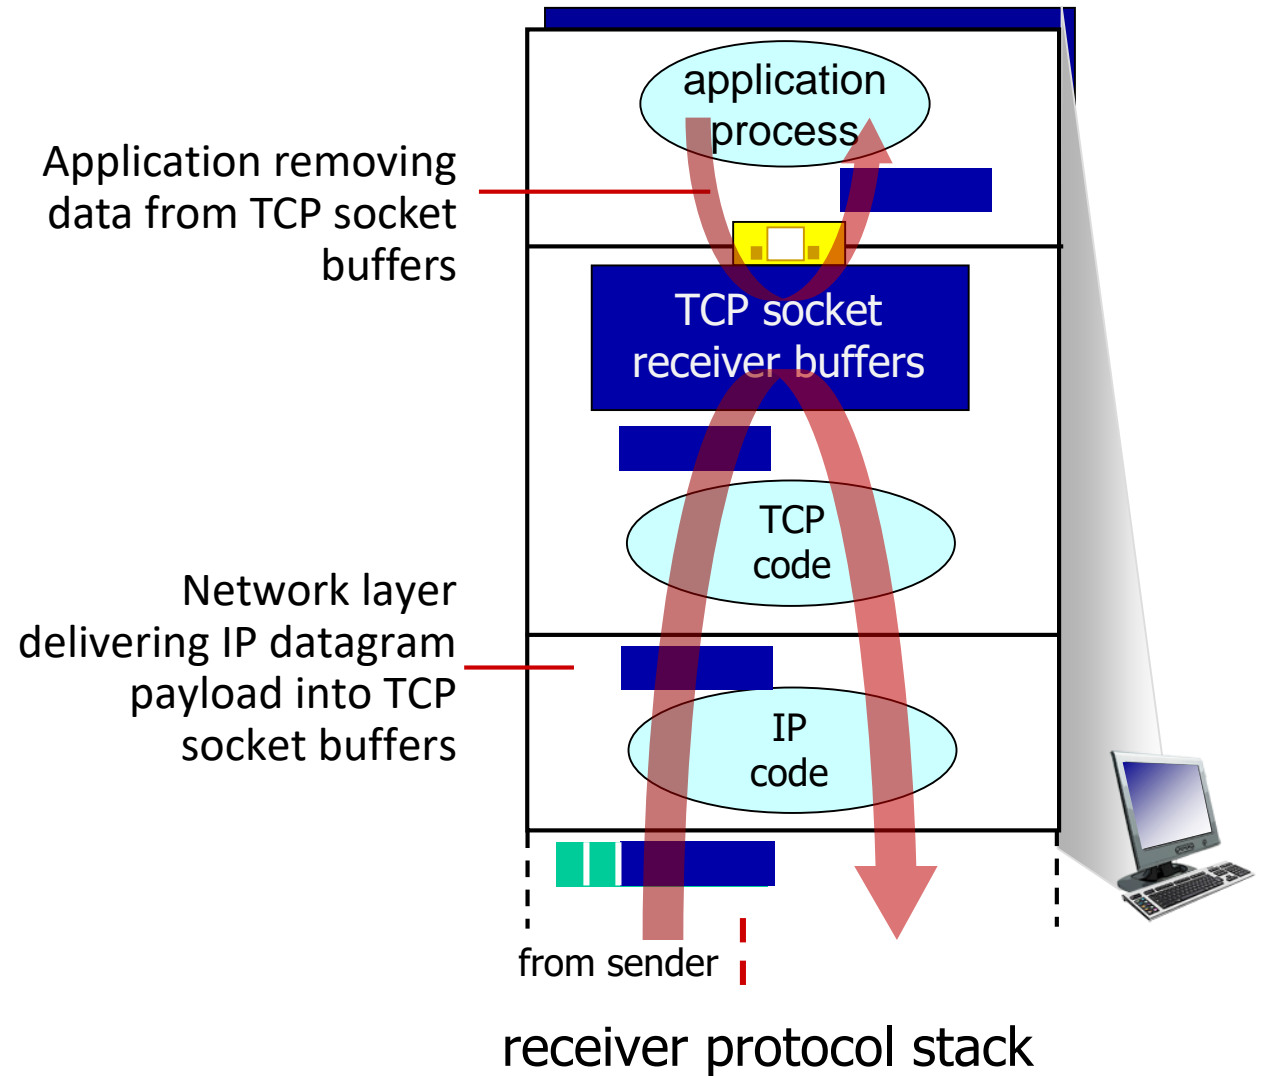 application
process
Application removing
data from TCP socket
buffers
TCP socket
receiver buffers
TCP
code
Network layer
delivering IP datagram
payload into TCP
socket buffers
IP
code
from sender
receiver protocol stack